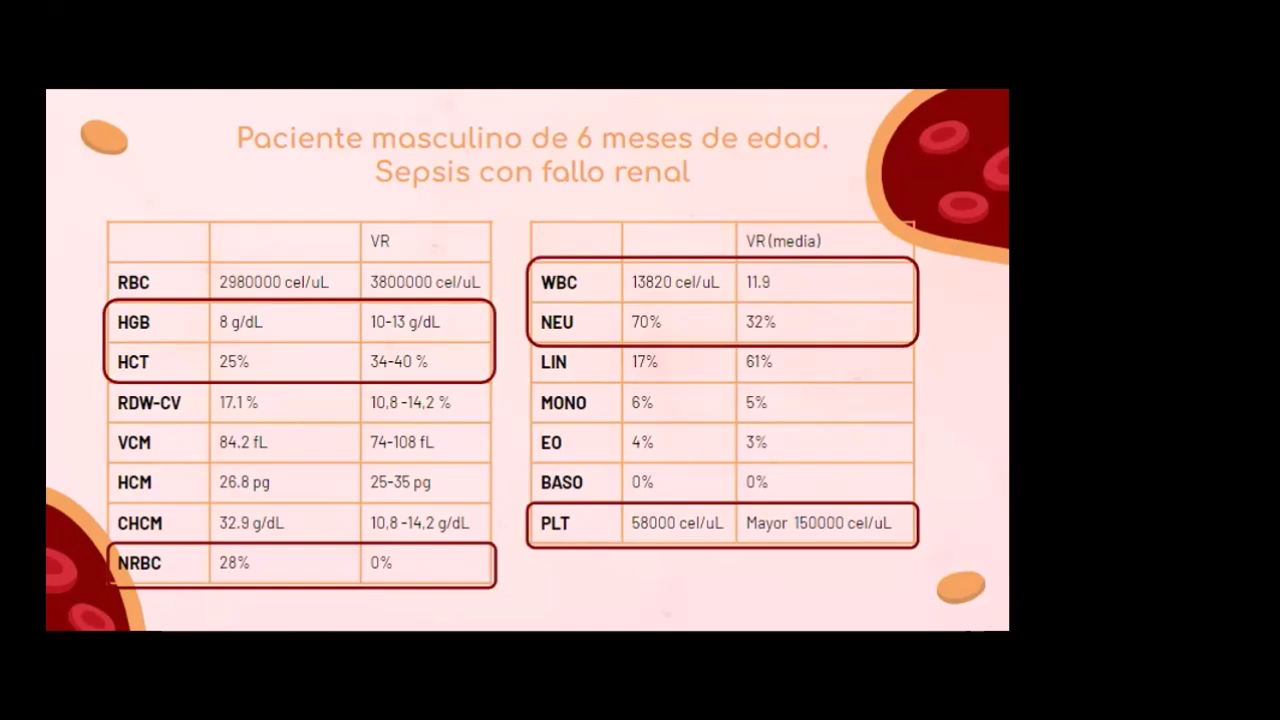 Paciente masculino de 6 meses de edad.
Sepsis con fallo renal
VR
RBC 2980000 cel/uL 3800000 cel/uL
HGB 8 g/dL 10-13 g/dL
HCT 25% 34-40 %
RDW-CV 17.1 % 10,8 -14,2 %
VCM 84.2 fL 74-108 fL
HCM 26.8 pg 25-35 pg
CHCM 32.9 g/dL 10,8 -14,2 g/dL
NRBC 28% 0%
VR (media)
WBC 13820 cel/uL 11.9
NEU 70% 32%
LIN 17% 61%
MONO 6% 5%
EO 4% 3%
BASO 0% 0%
PLT 58000 cel/uL Mayor 150000 cel/uL